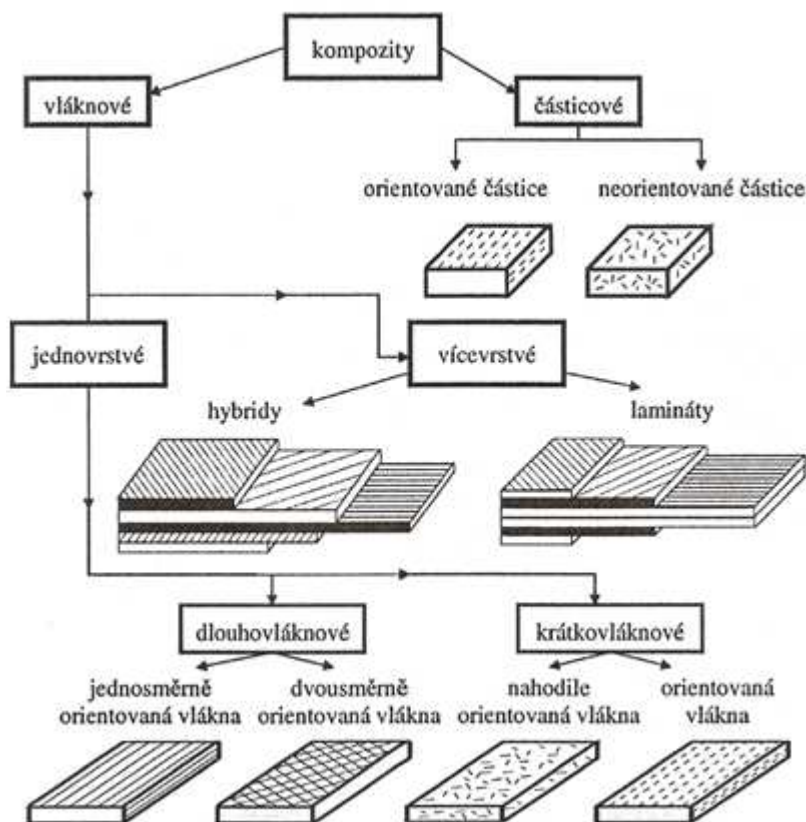 kompozity
vláknové
částicové
orientované částice
neorientované částice
jednovrstvé
vícevrstvé
hybridy
lamináty
dlouhovláknové
krátkovláknové
jednosměrně
orientovaná vlákna
dvousměrně
orientovaná vlákna
nahodile
orientovaná vlákna
orientovaná
vlákna